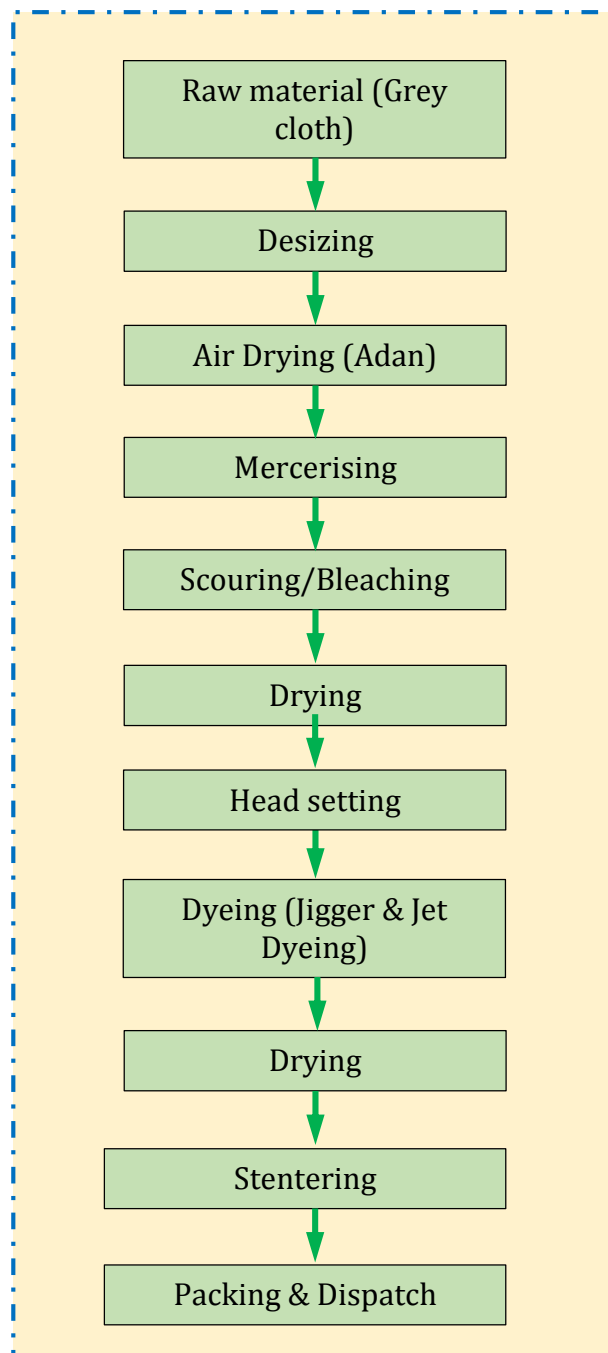 Raw material (Grey
cloth)
Desizing
Air Drying (Adan)
Mercerising
Scouring/Bleaching
Drying
Head setting
Dyeing (Jigger & Jet
Dyeing)
Drying
Stentering
Packing & Dispatch